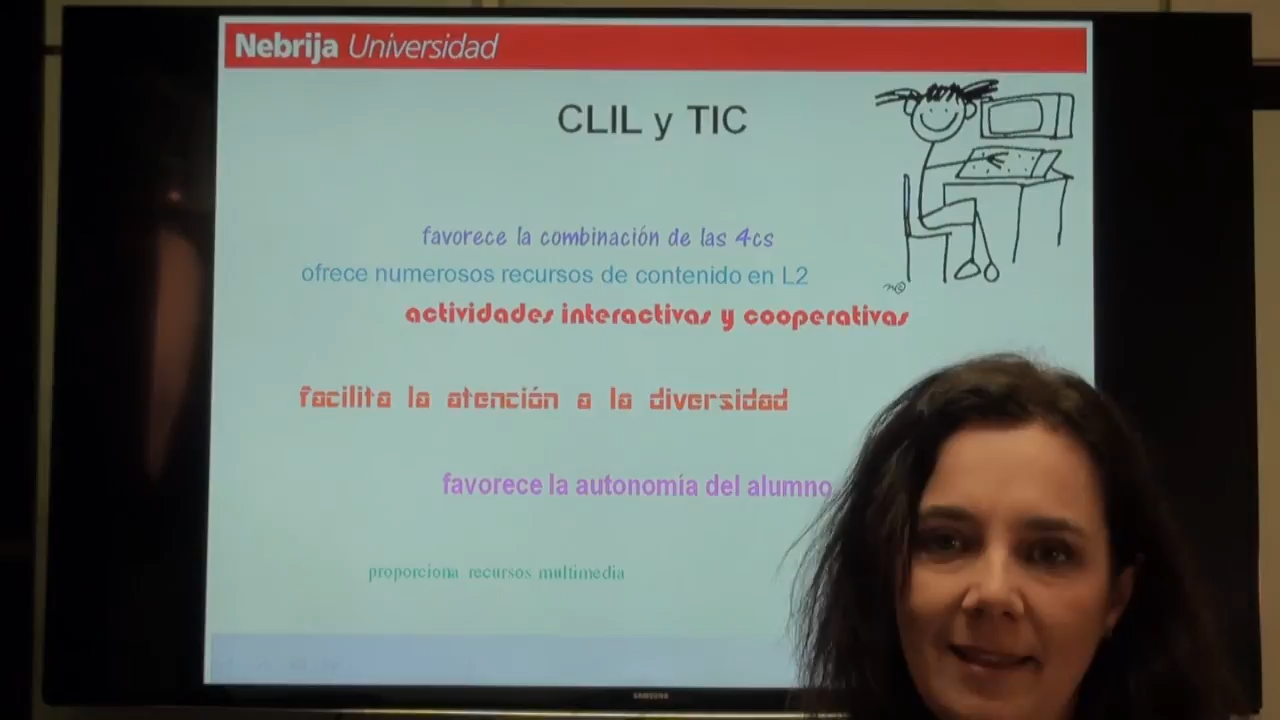 Nebrija Universidad
CLIL y TIC
favorece la combinación de las 4cs
ofrece numerosos recursos de contenido en L2
actividades interactivas y cooperativas
facilita la atención a la diversidad
favorece la autonomía del alumno
proporciona recursos multimedia
SAMSUNG